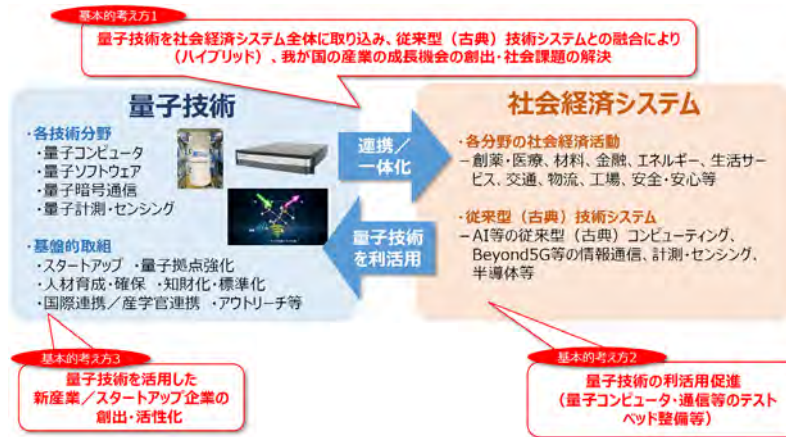 基本的考え方1
量子技術を社会経済システム全体に取り込み、従来型（古典）技術システムとの融合により
（ハイブリッド）、我が国の産業の成長機会の創出・社会課題の解決
量子技術
・各技術分野
・量子コンピュータ
・量子ソフトウェア
・量子暗号通信
・量子計測・センシング
・基盤的取組
・スタートアップ ・量子拠点強化
・人材育成・確保 ・知財化・標準化
・国際連携／産学官連携 ・アウトリーチ等
連携／
一体化
量子技術
を利活用
社会経済システム
・各分野の社会経済活動
－創薬・医療、材料、金融、エネルギー、生活サー
ビス、交通、物流、工場、安全・安心等
・従来型（古典）技術システム
－AI等の従来型（古典）コンピューティング、
Beyond5G等の情報通信、計測・センシング、
半導体等
基本的考え方3
量子技術を活用した
新産業／スタートアップ企業の
創出・活性化
基本的考え方2
量子技術の利活用促進
（量子コンピュータ・通信等のテスト
ベッド整備等）